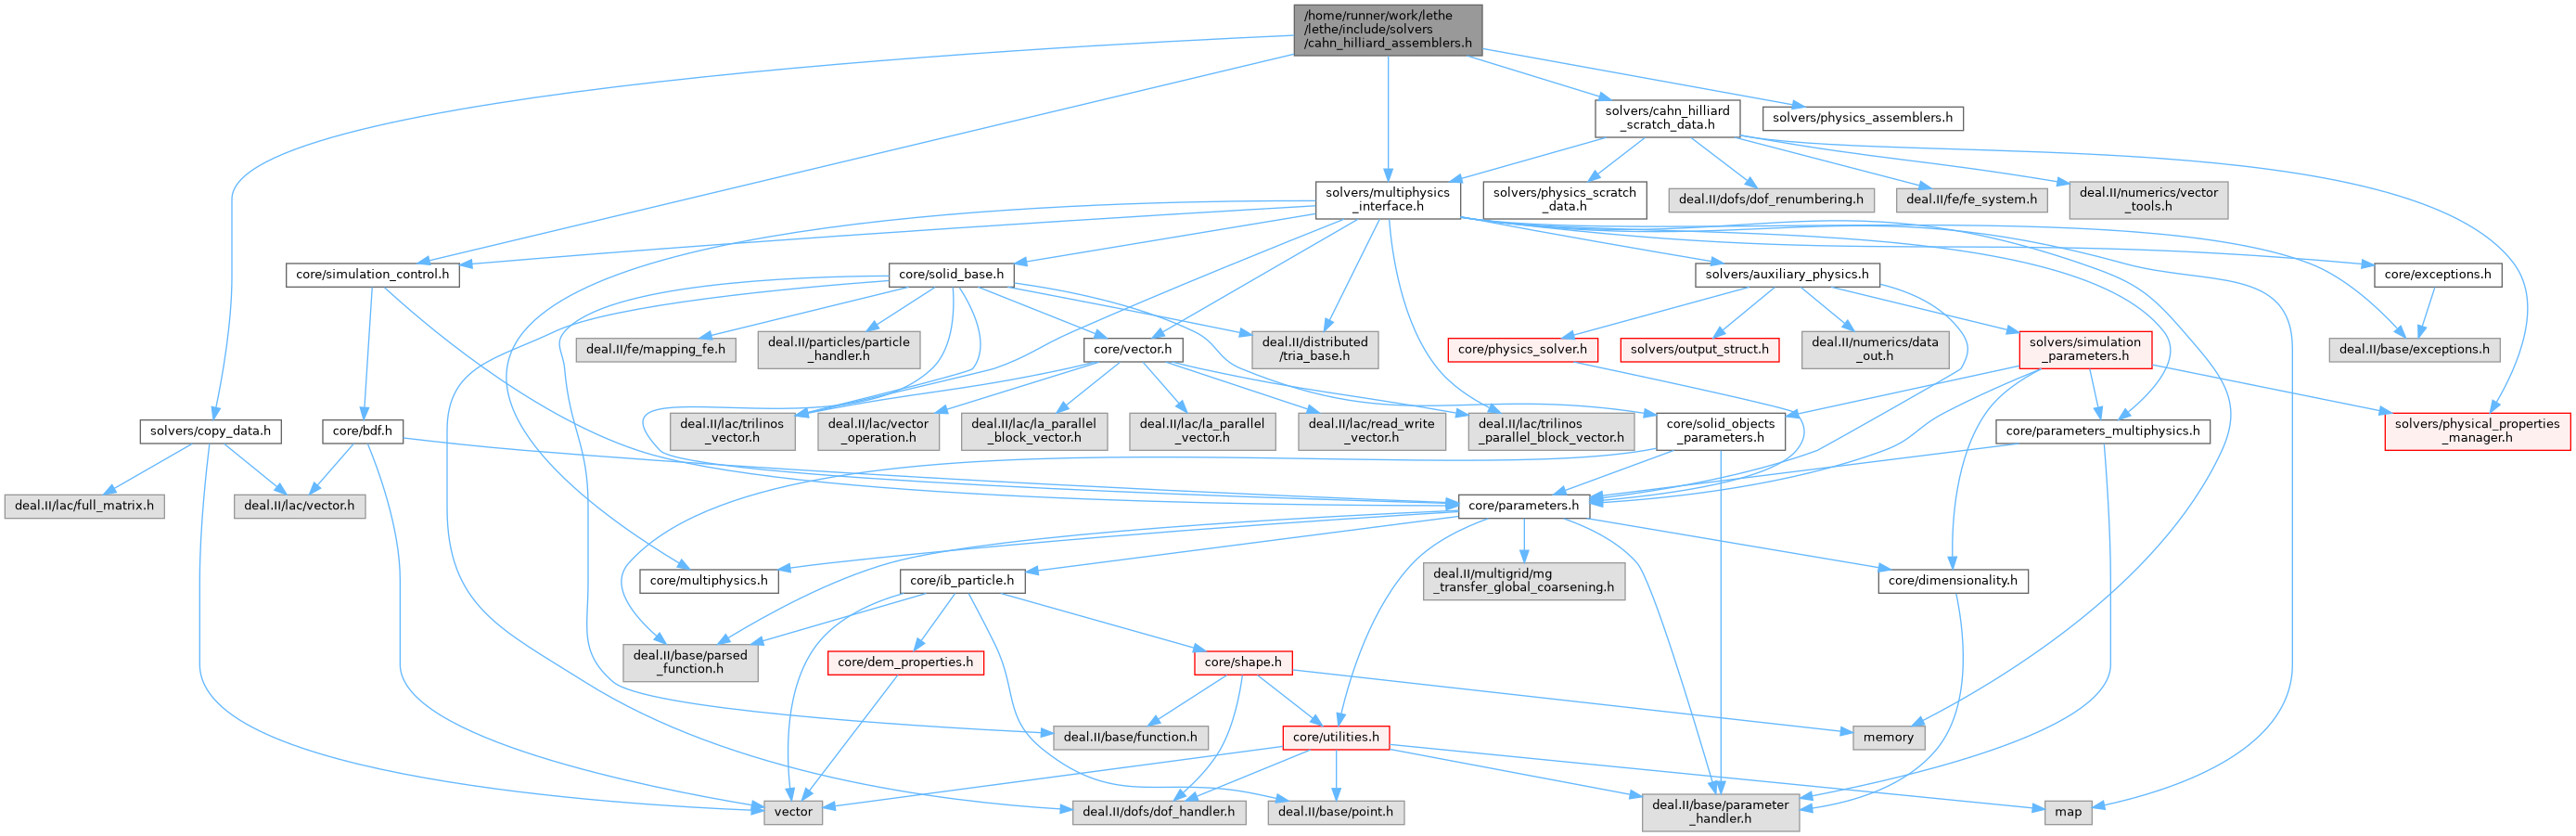 /home/runner/work/lethe
/lethe/include/solvers
/cahn_hilliard_assemblers.h
solvers/cahn_hilliard
_scratch_data.h
solvers/physics_assemblers.h
solvers/multiphysics
_interface.h
solvers/physics_scratch
_data.h
deal.II/dofs/dof_renumbering.h
deal.II/fe/fe_system.h
deal.II/numerics/vector
_tools.h
core/simulation_control.h
core/solid_base.h
solvers/auxiliary_physics.h
core/exceptions.h
deal.II/fe/mapping_fe.h
deal.II/particles/particle
_handler.h
core/vector.h
deal.II/distributed
/tria_base.h
core/physics_solver.h
solvers/output_struct.h
deal.II/numerics/data
_out.h
solvers/simulation
_parameters.h
deal.II/base/exceptions.h
solvers/copy_data.h
core/bdf.h
deal.II/lac/trilinos
_vector.h
deal.II/lac/vector
_operation.h
deal.II/lac/la_parallel
_block_vector.h
deal.II/lac/la_parallel
_vector.h
deal.II/lac/read_write
_vector.h
deal.II/lac/trilinos
_parallel_block_vector.h
core/solid_objects
_parameters.h
core/parameters_multiphysics.h
solvers/physical_properties
_manager.h
deal.II/lac/full_matrix.h
deal.II/lac/vector.h
core/parameters.h
core/multiphysics.h
core/ib_particle.h
deal.II/multigrid/mg
_transfer_global_coarsening.h
core/dimensionality.h
deal.II/base/parsed
_function.h
core/dem_properties.h
core/shape.h
deal.II/base/function.h
core/utilities.h
memory
vector
deal.II/dofs/dof_handler.h
deal.II/base/point.h
deal.II/base/parameter
_handler.h
map